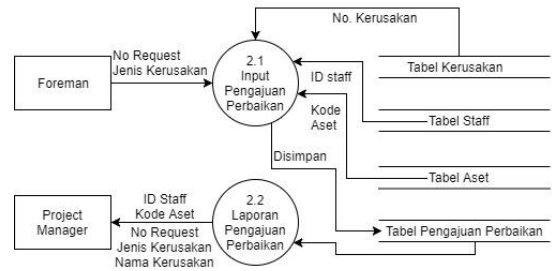 No. Kerusakan
No Request
Jenis Kerusakan
Foreman
2.1
Input
Pengajuan
Perbaikan
ID staff
Kode
Aset
Tabel Kerusakan
Tabel Staff
Tabel Aset
Disimpan
Tabel Pengajuan Perbaikan
Project
Manager
ID Staff
Kode Aset
No Request
Jenis Kerusakan
Nama Kerusakan
2.2
Laporan
Pengajuan
Perbaikan